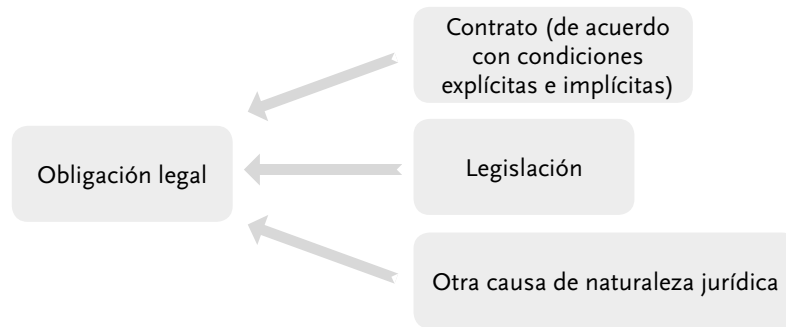 Contrato (de acuerdo
con condiciones
explícitas e implícitas)
Obligación legal
Legislación
Otra causa de naturaleza jurídica